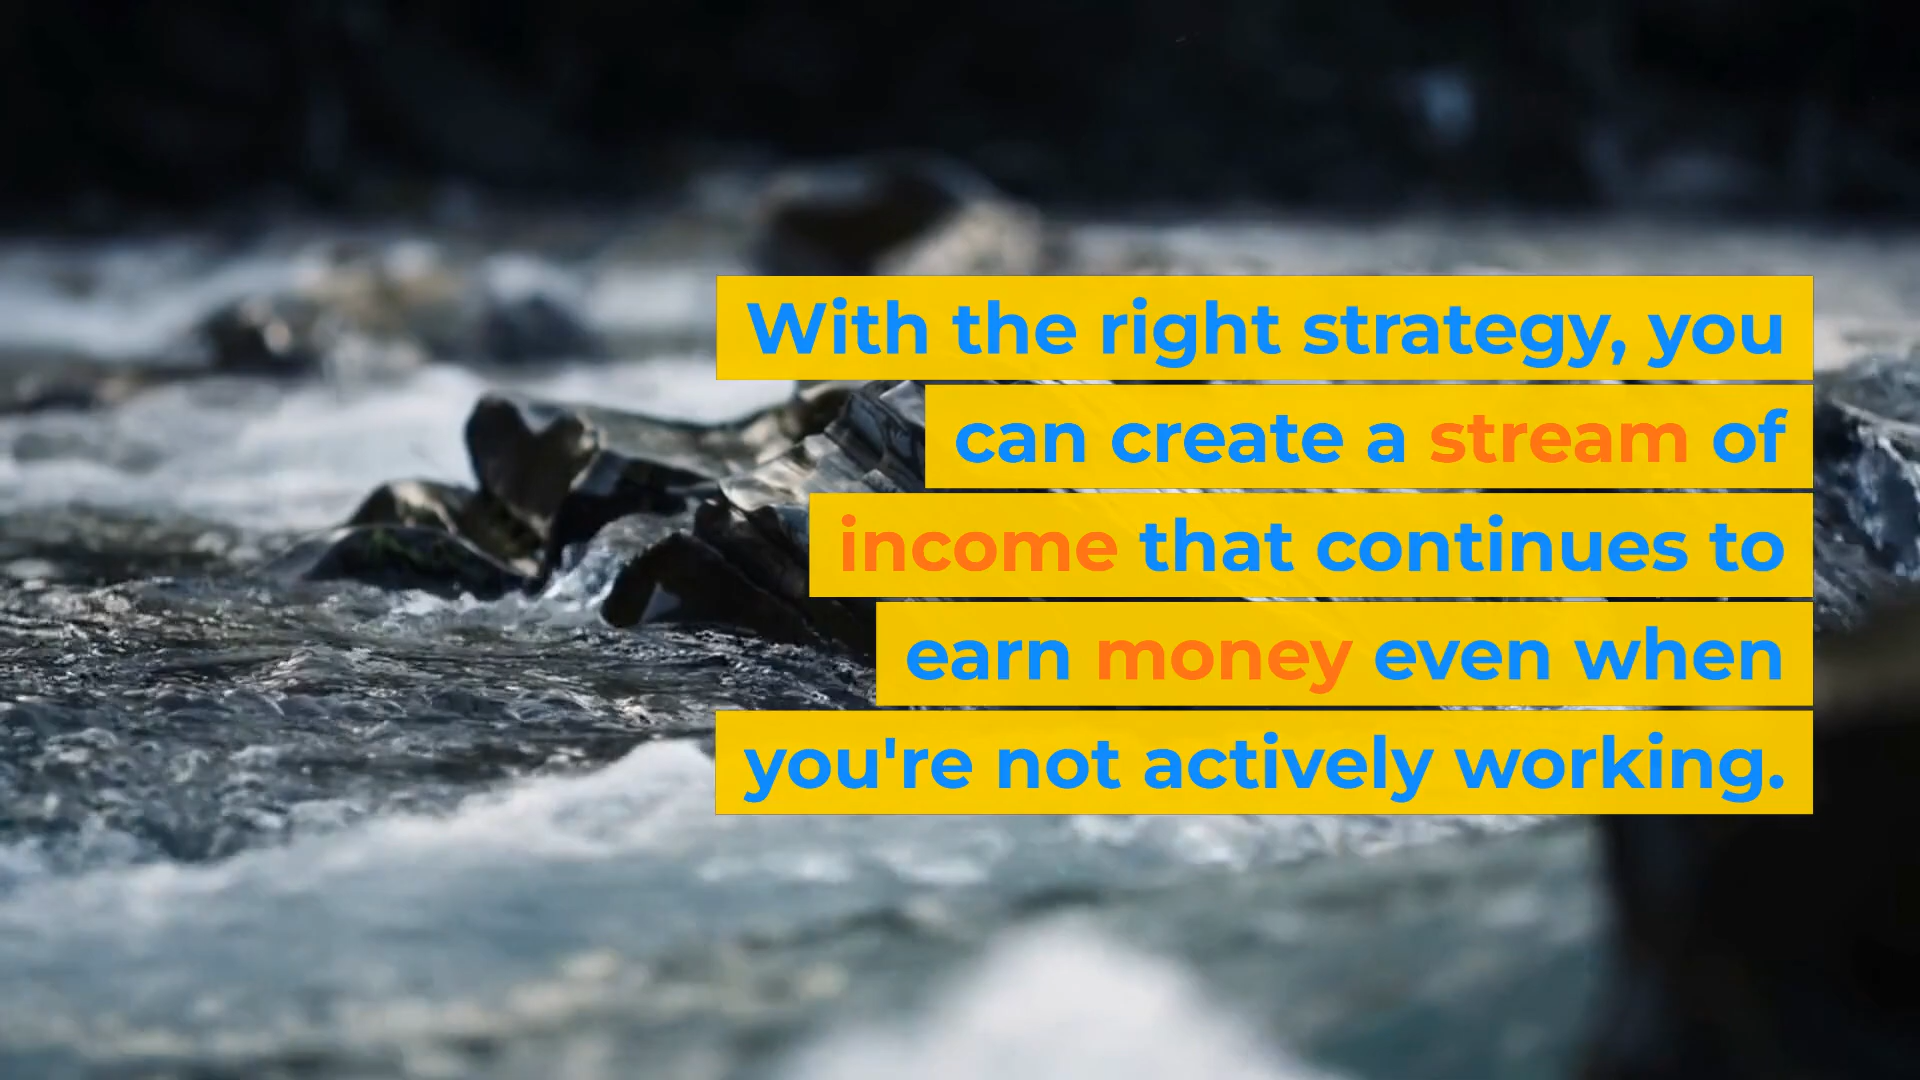 With the right strategy, you
can create a stream of
income that continues to
earn money even when
you're not actively working.